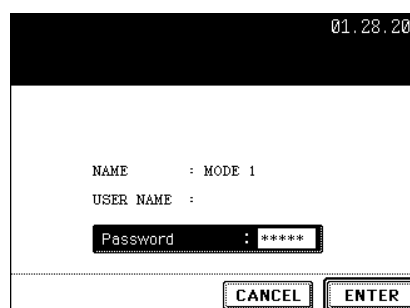 01.28.20
NAME : MODE 1
USER NAME :
Password : *****
CANCEL ENTER